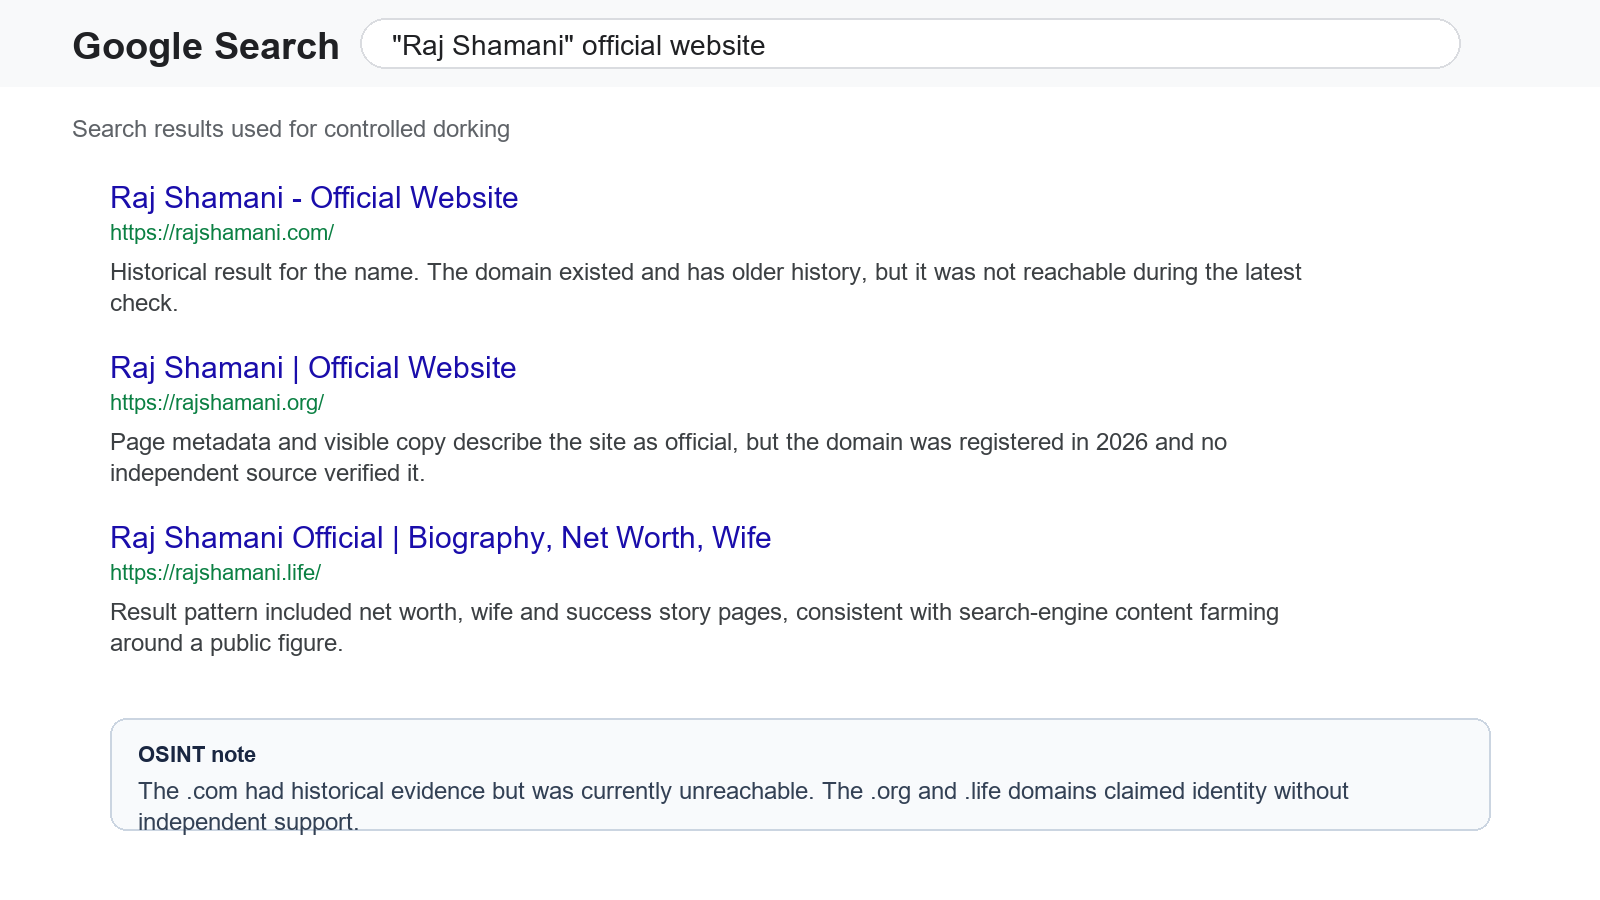 Google Search
"Raj Shamani" official website
Search results used for controlled dorking
Raj Shamani - Official Website
https://rajshamani.com/
Historical result for the name. The domain existed and has older history, but it was not reachable during the latest
check.
Raj Shamani | Official Website
https://rajshamani.org/
Page metadata and visible copy describe the site as official, but the domain was registered in 2026 and no
independent source verified it.
Raj Shamani Official | Biography, Net Worth, Wife
https://rajshamani.life/
Result pattern included net worth, wife and success story pages, consistent with search-engine content farming
around a public figure.
OSINT note
The .com had historical evidence but was currently unreachable. The .org and .life domains claimed identity without
independent support.